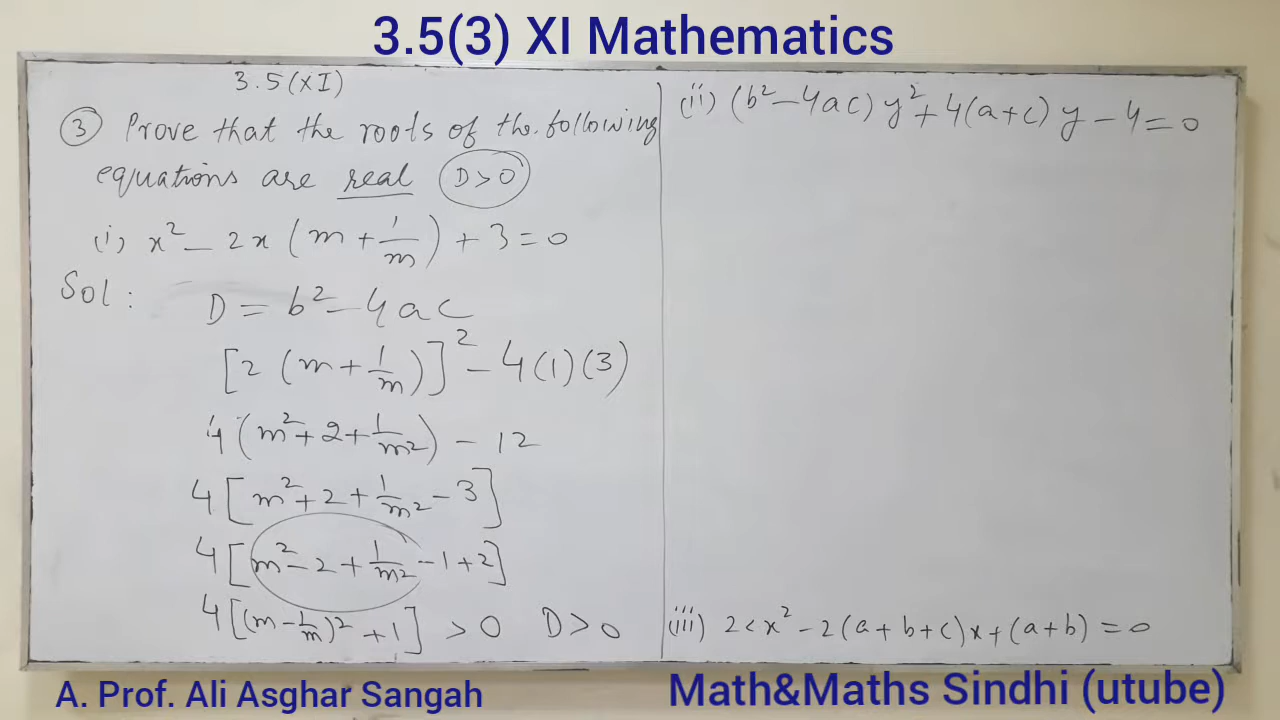 3.5(3) XI Mathematics
3.5(XI)
③ Prove that the roots of the following
equations are real D>0
(i) x² - 2x (m + 1/m) + 3 = 0
Sol:
D = b² - 4ac
[2 (m + 1/m)]² - 4(1)(3)
4 (m² + 2 + 1/m²) - 12
4 [m² + 2 + 1/m² - 3]
4 [m² - 2 + 1/m² - 1 + 2]
4 [(m - 1/m)² + 1] > 0 D > 0
(ii) (b² - 4ac) y² + 4(a+c) y - 4 = 0
(iii) 2cx² - 2(a+b+c)x + (a+b) = 0
A. Prof. Ali Asghar Sangah
Math&Maths Sindhi (utube)